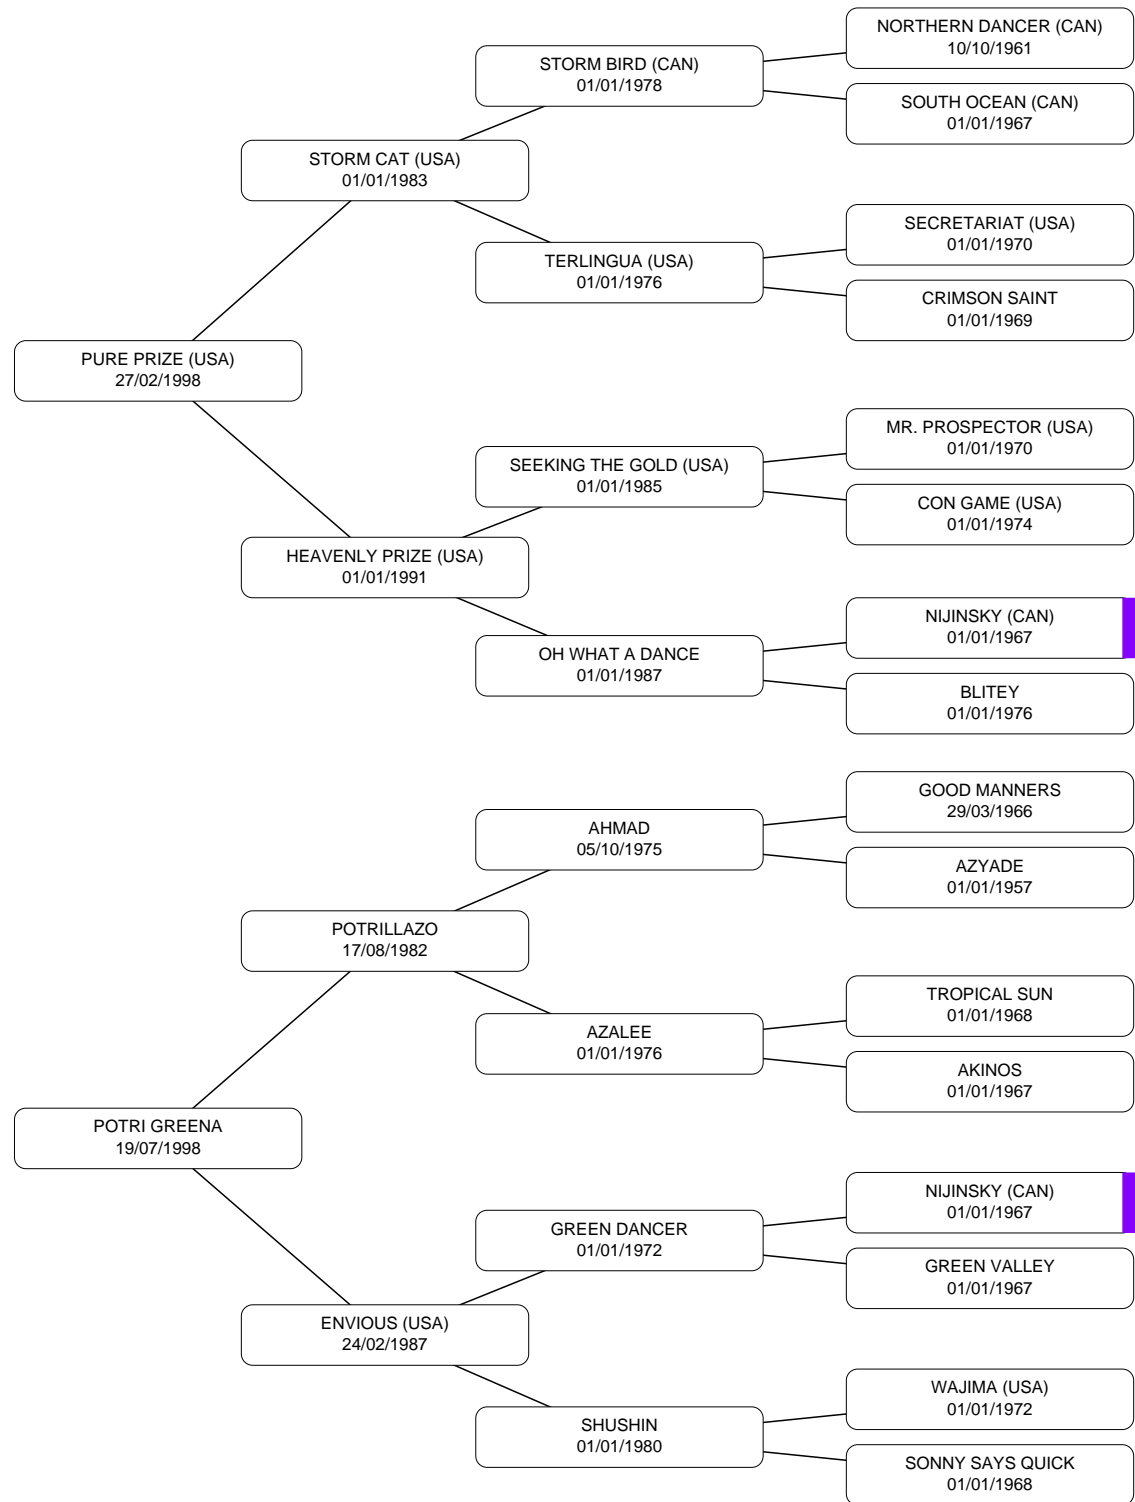 NORTHERN DANCER (CAN)
10/10/1961
STORM BIRD (CAN)
01/01/1978
SOUTH OCEAN (CAN)
01/01/1967
STORM CAT (USA)
01/01/1983
SECRETARIAT (USA)
01/01/1970
TERLINGUA (USA)
01/01/1976
CRIMSON SAINT
01/01/1969
PURE PRIZE (USA)
27/02/1998
MR. PROSPECTOR (USA)
01/01/1970
SEEKING THE GOLD (USA)
01/01/1985
CON GAME (USA)
01/01/1974
HEAVENLY PRIZE (USA)
01/01/1991
NIJINSKY (CAN)
01/01/1967
OH WHAT A DANCE
01/01/1987
BLITEY
01/01/1976
GOOD MANNERS
29/03/1966
AHMAD
05/10/1975
AZYADE
01/01/1957
POTRILLAZO
17/08/1982
TROPICAL SUN
01/01/1968
AZALEE
01/01/1976
AKINOS
01/01/1967
POTRI GREENA
19/07/1998
NIJINSKY (CAN)
01/01/1967
GREEN DANCER
01/01/1972
GREEN VALLEY
01/01/1967
ENVIOUS (USA)
24/02/1987
WAJIMA (USA)
01/01/1972
SHUSHIN
01/01/1980
SONNY SAYS QUICK
01/01/1968